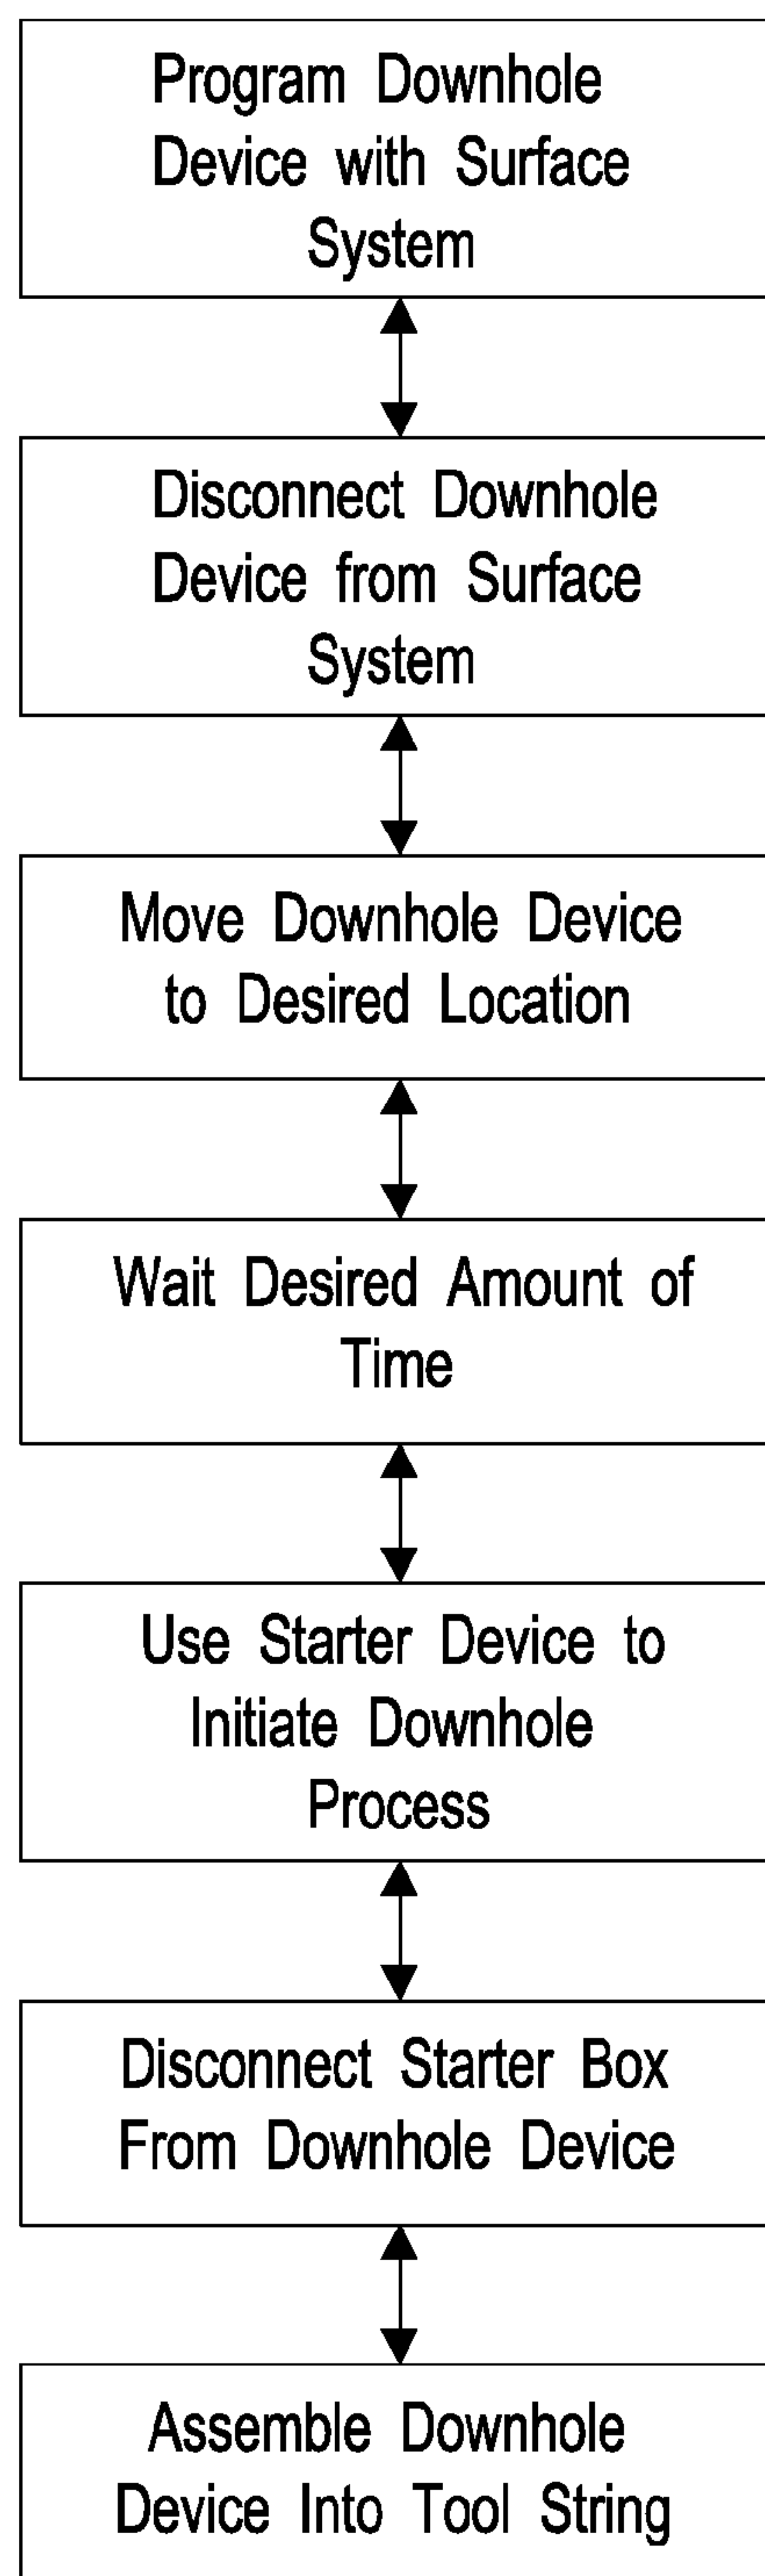 Program Downhole
Device with Surface
System
Disconnect Downhole
Device from Surface
System
Move Downhole Device
to Desired Location
Wait Desired Amount of
Time
Use Starter Device to
Initiate Downhole
Process
Disconnect Starter Box
From Downhole Device
Assemble Downhole
Device Into Tool String